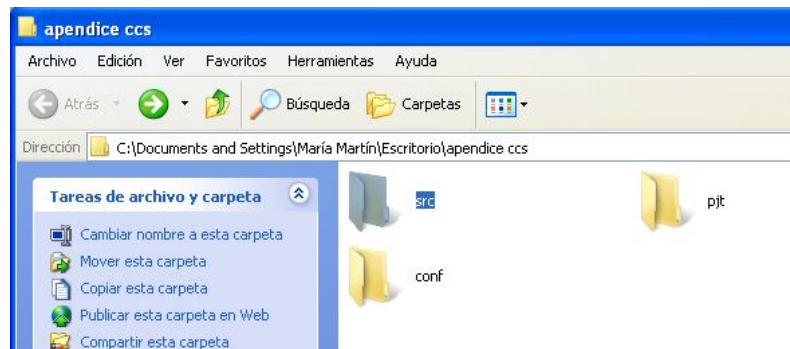 apendice ccs
Archivo Edición Ver Favoritos Herramientas Ayuda
Atrás Búsqueda Carpetas
Dirección C:\Documents and Settings\María Martín\Escritorio\apendice ccs
Tareas de archivo y carpeta
Cambiar nombre a esta carpeta
Mover esta carpeta
Copiar esta carpeta
Publicar esta carpeta en Web
Compartir esta carpeta
src pjt
conf